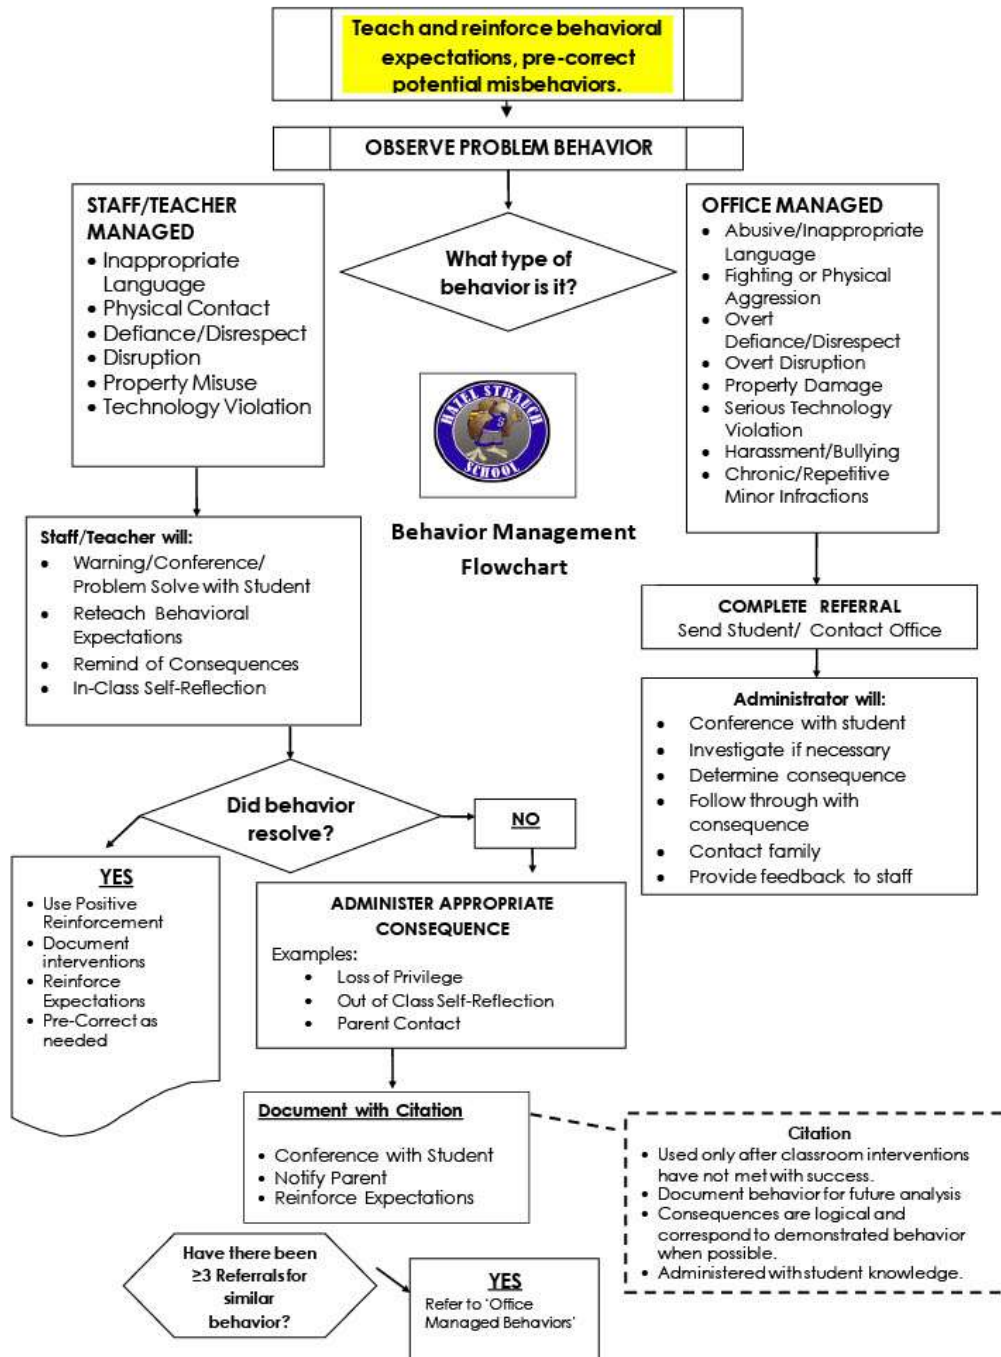 Teach and reinforce behavioral
expectations, pre-correct
potential misbehaviors.
OBSERVE PROBLEM BEHAVIOR
STAFF/TEACHER
MANAGED
• Inappropriate
Language
• Physical Contact
• Defiance/Disrespect
• Disruption
• Property Misuse
• Technology Violation
What type of
behavior is it?
OFFICE MANAGED
• Abusive/Inappropriate
Language
• Fighting or Physical
Aggression
• Overt
Defiance/Disrespect
• Overt Disruption
• Property Damage
• Serious Technology
Violation
• Harassment/Bullying
• Chronic/Repetitive
Minor Infractions
HAZEL STRAUCH
SCHOOL
Behavior Management
Flowchart
Staff/Teacher will:
• Warning/Conference/
Problem Solve with Student
• Reteach Behavioral
Expectations
• Remind of Consequences
• In-Class Self-Reflection
COMPLETE REFERRAL
Send Student/ Contact Office
Administrator will:
• Conference with student
• Investigate if necessary
• Determine consequence
• Follow through with
consequence
• Contact family
• Provide feedback to staff
Did behavior
resolve?
NO
YES
• Use Positive
Reinforcement
• Document
interventions
• Reinforce
Expectations
• Pre-Correct as
needed
ADMINISTER APPROPRIATE
CONSEQUENCE
Examples:
• Loss of Privilege
• Out of Class Self-Reflection
• Parent Contact
Document with Citation
• Conference with Student
• Notify Parent
• Reinforce Expectations
Citation
• Used only after classroom interventions
have not met with success.
• Document behavior for future analysis
• Consequences are logical and
correspond to demonstrated behavior
when possible.
• Administered with student knowledge.
Have there been
≥3 Referrals for
similar
behavior?
YES
Refer to 'Office
Managed Behaviors'